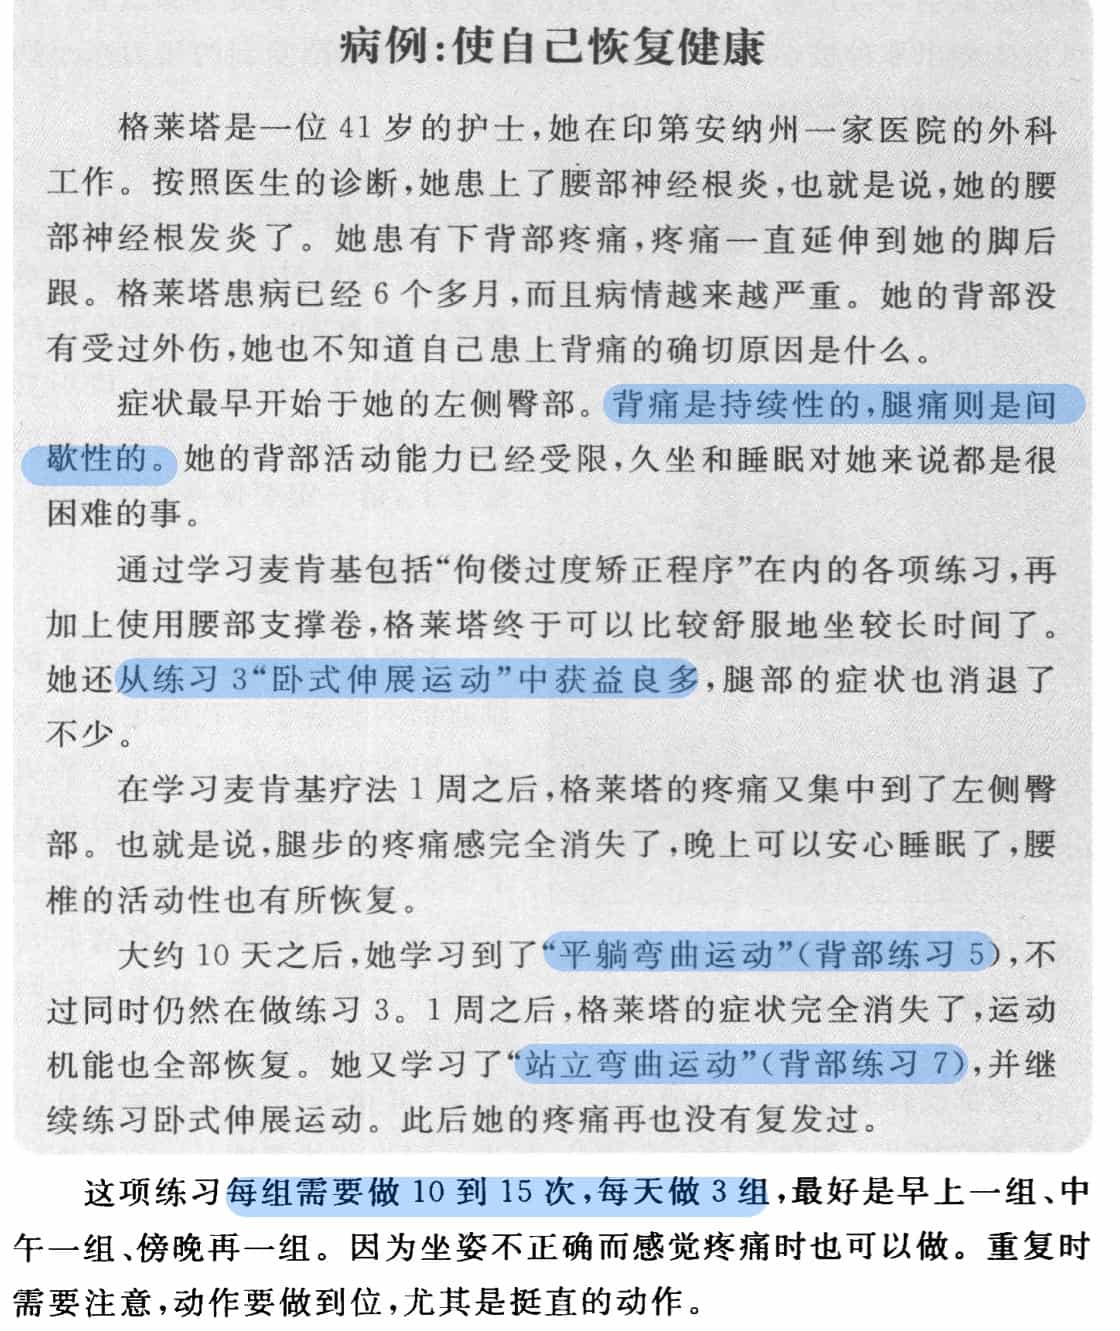 病例:使自己恢复健康
格莱塔是一位 41 岁的护士,她在印第安纳州一家医院的外科
工作。按照医生的诊断,她患上了腰部神经根炎,也就是说,她的腰
部神经根发炎了。她患有下背部疼痛,疼痛一直延伸到她的脚后
跟。格莱塔患病已经 6 个多月,而且病情越来越严重。她的背部没
有受过外伤,她也不知道自己患上背痛的确切原因是什么。
症状最早开始于她的左侧臀部。背痛是持续性的,腿痛则是间
歇性的。她的背部活动能力已经受限,久坐和睡眠对她来说都是很
困难的事。
通过学习麦肯基包括“佝偻过度矫正程序”在内的各项练习,再
加上使用腰部支撑卷,格莱塔终于可以比较舒服地坐较长时间了。
她还从练习 3“卧式伸展运动”中获益良多,腿部的症状也消退了
不少。
在学习麦肯基疗法 1 周之后,格莱塔的疼痛又集中到了左侧臀
部。也就是说,腿步的疼痛感完全消失了,晚上可以安心睡眠了,腰
椎的活动性也有所恢复。
大约 10 天之后,她学习到了“平躺弯曲运动”(背部练习 5),不
过同时仍然在做练习 3。1 周之后,格莱塔的症状完全消失了,运动
机能也全部恢复。她又学习了“站立弯曲运动”(背部练习 7),并继
续练习卧式伸展运动。此后她的疼痛再也没有复发过。
这项练习每组需要做 10 到 15 次,每天做 3 组,最好是早上一组、中
午一组、傍晚再一组。因为坐姿不正确而感觉疼痛时也可以做。重复时
需要注意,动作要做到位,尤其是挺直的动作。